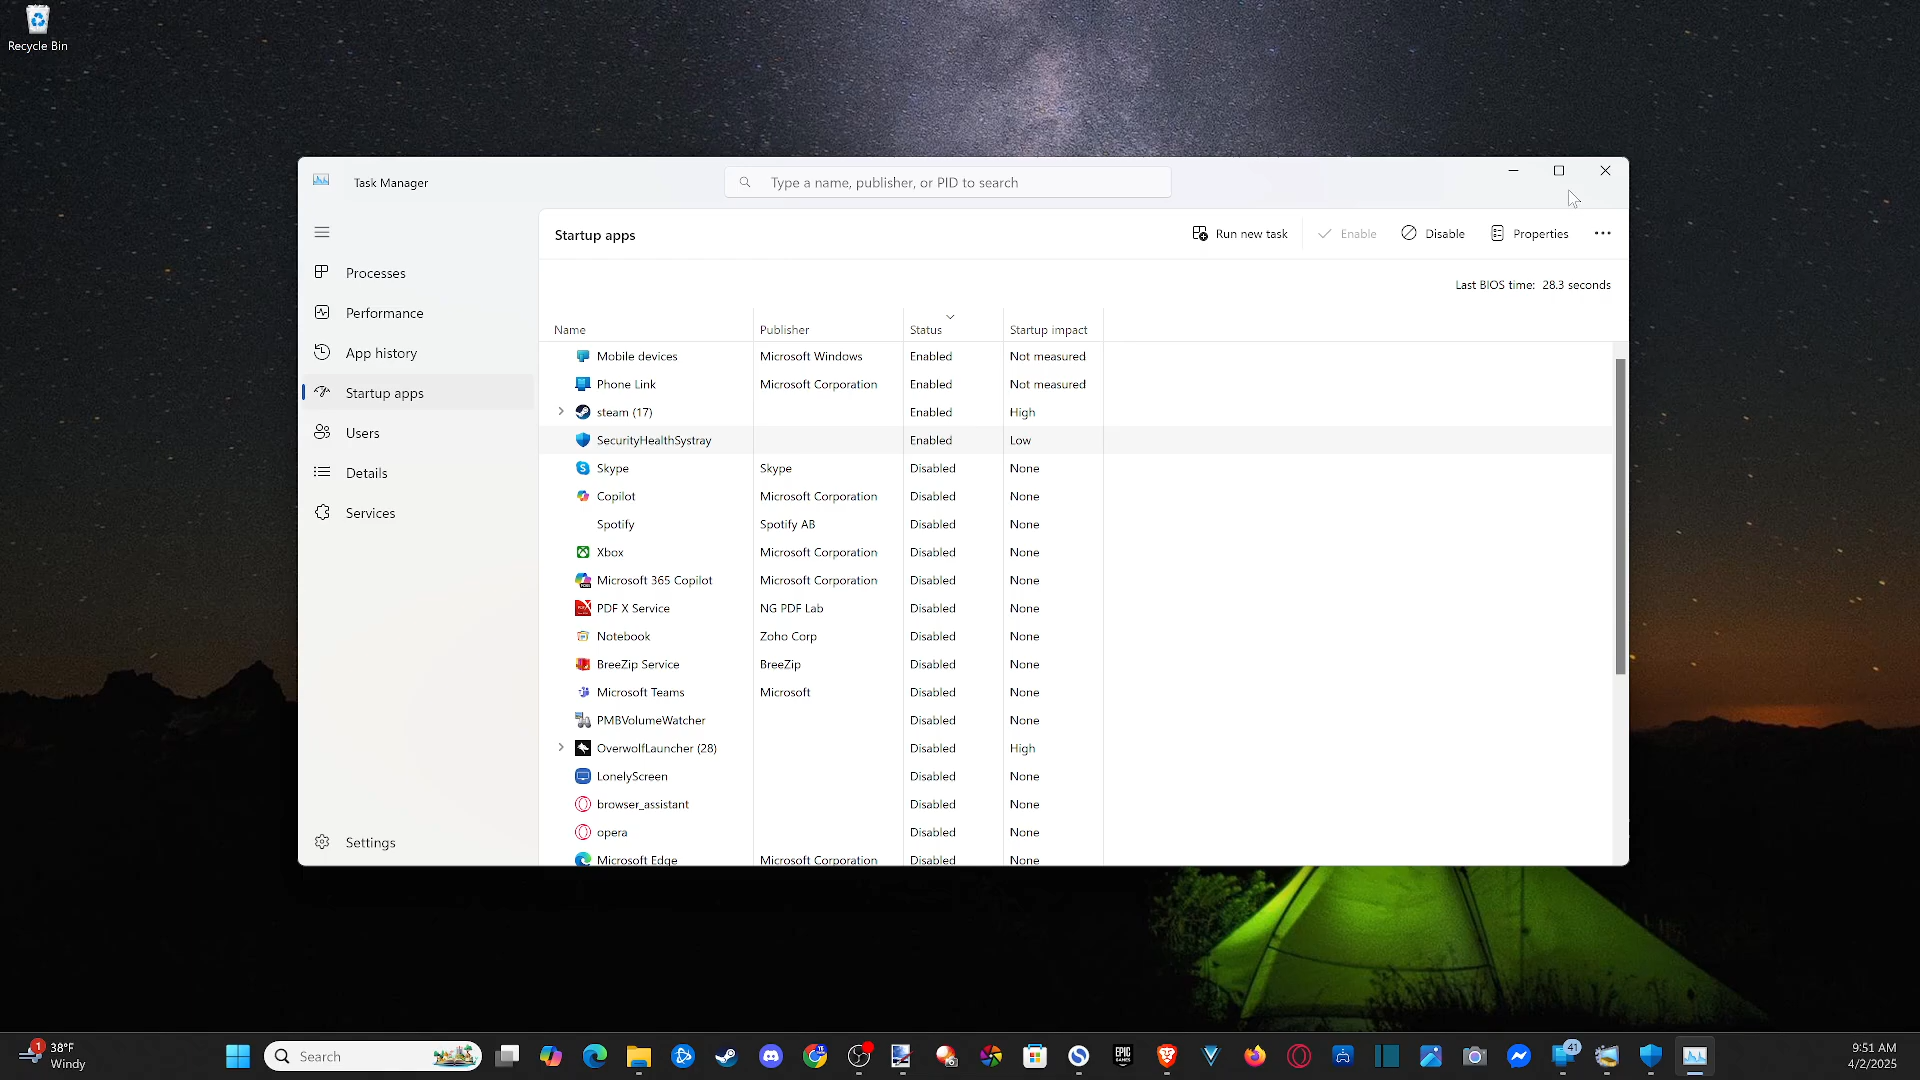 Recycle Bin
Task Manager
Type a name, publisher, or PID to search
Startup apps
Run new task
Enable
Disable
Properties
Last BIOS time: 28.3 seconds
Processes
Performance
App history
Startup apps
Users
Details
Services
Settings
Name Publisher Status Startup impact
Mobile devices Microsoft Windows Enabled Not measured
Phone Link Microsoft Corporation Enabled Not measured
steam (17) Enabled High
SecurityHealthSystray Enabled Low
Skype Skype Disabled None
Copilot Microsoft Corporation Disabled None
Spotify Spotify AB Disabled None
Xbox Microsoft Corporation Disabled None
Microsoft 365 Copilot Microsoft Corporation Disabled None
PDF X Service NG PDF Lab Disabled None
Notebook Zoho Corp Disabled None
BreeZip Service BreeZip Disabled None
Microsoft Teams Microsoft Disabled None
PMBVolumeWatcher Disabled None
OverwolfLauncher (28) Disabled High
LonelyScreen Disabled None
browser_assistant Disabled None
opera Disabled None
Microsoft Edge Microsoft Corporation Disabled None
1
38°F
Windy
Search
EPIC
GAMES
41
9:51 AM
4/2/2025